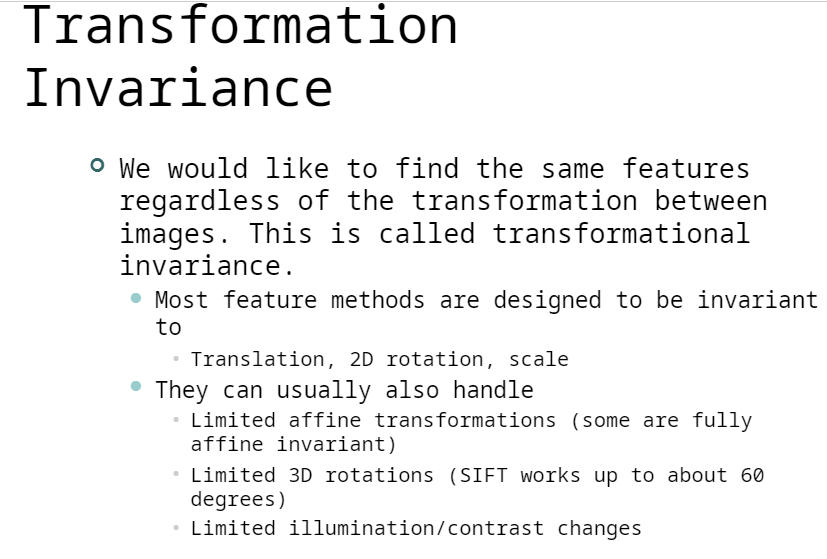 Transformation
Invariance
We would like to find the same features
regardless of the transformation between
images. This is called transformational
invariance.
Most feature methods are designed to be invariant
to
Translation, 2D rotation, scale
They can usually also handle
Limited affine transformations (some are fully
affine invariant)
Limited 3D rotations (SIFT works up to about 60
degrees)
Limited illumination/contrast changes